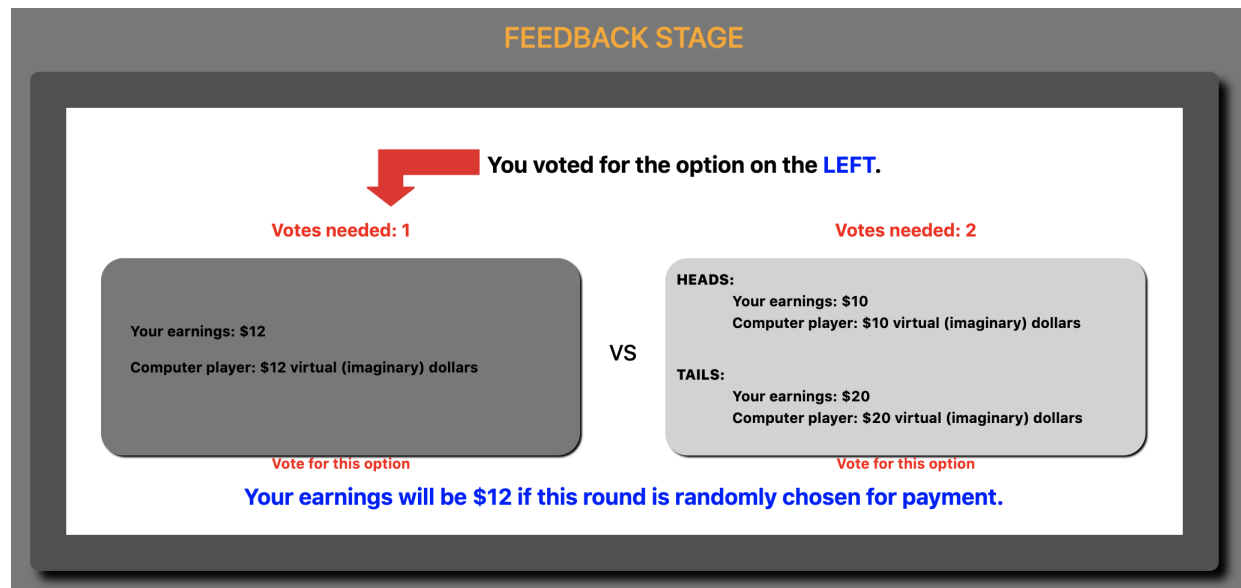 FEEDBACK STAGE
You voted for the option on the LEFT.
Votes needed: 1
Your earnings: $12
Computer player: $12 virtual (imaginary) dollars
Vote for this option
VS
Votes needed: 2
HEADS:
Your earnings: $10
Computer player: $10 virtual (imaginary) dollars
TAILS:
Your earnings: $20
Computer player: $20 virtual (imaginary) dollars
Vote for this option
Your earnings will be $12 if this round is randomly chosen for payment.